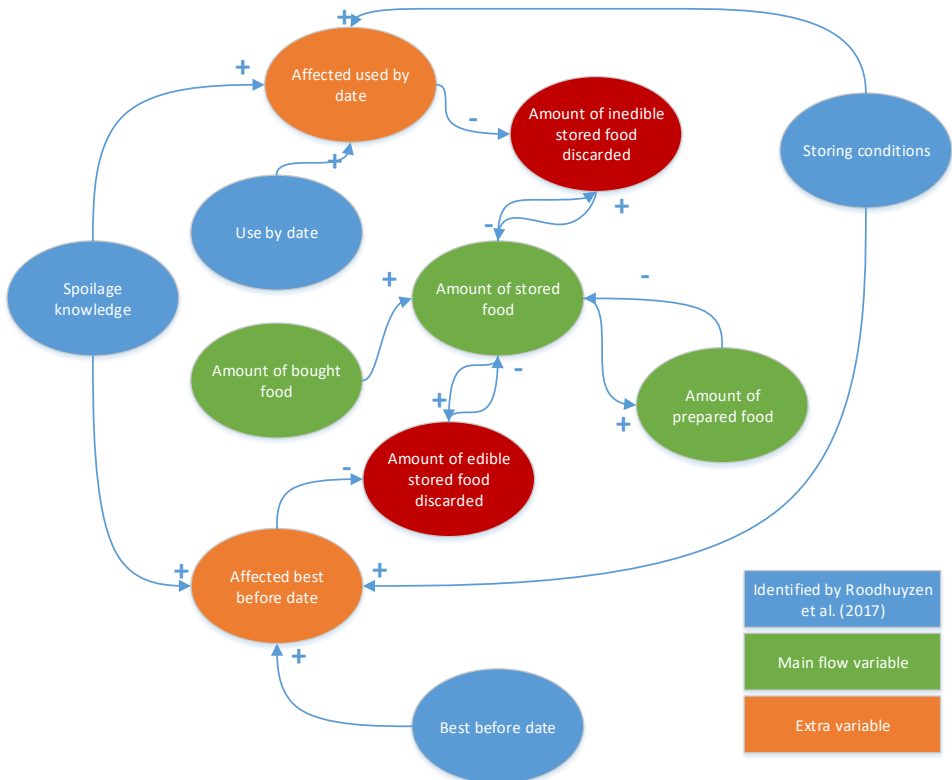 +
+
Affected used by
date
-
Amount of inedible
stored food
discarded
Storing conditions
+
Use by date
-
+
Spoilage
knowledge
+
Amount of stored
food
-
Amount of bought
food
+
-
Amount of
prepared food
+
Amount of edible
stored food
discarded
-
+
Affected best
before date
+
+
Best before date
Identified by Roodhuyzen
et al. (2017)
Main flow variable
Extra variable